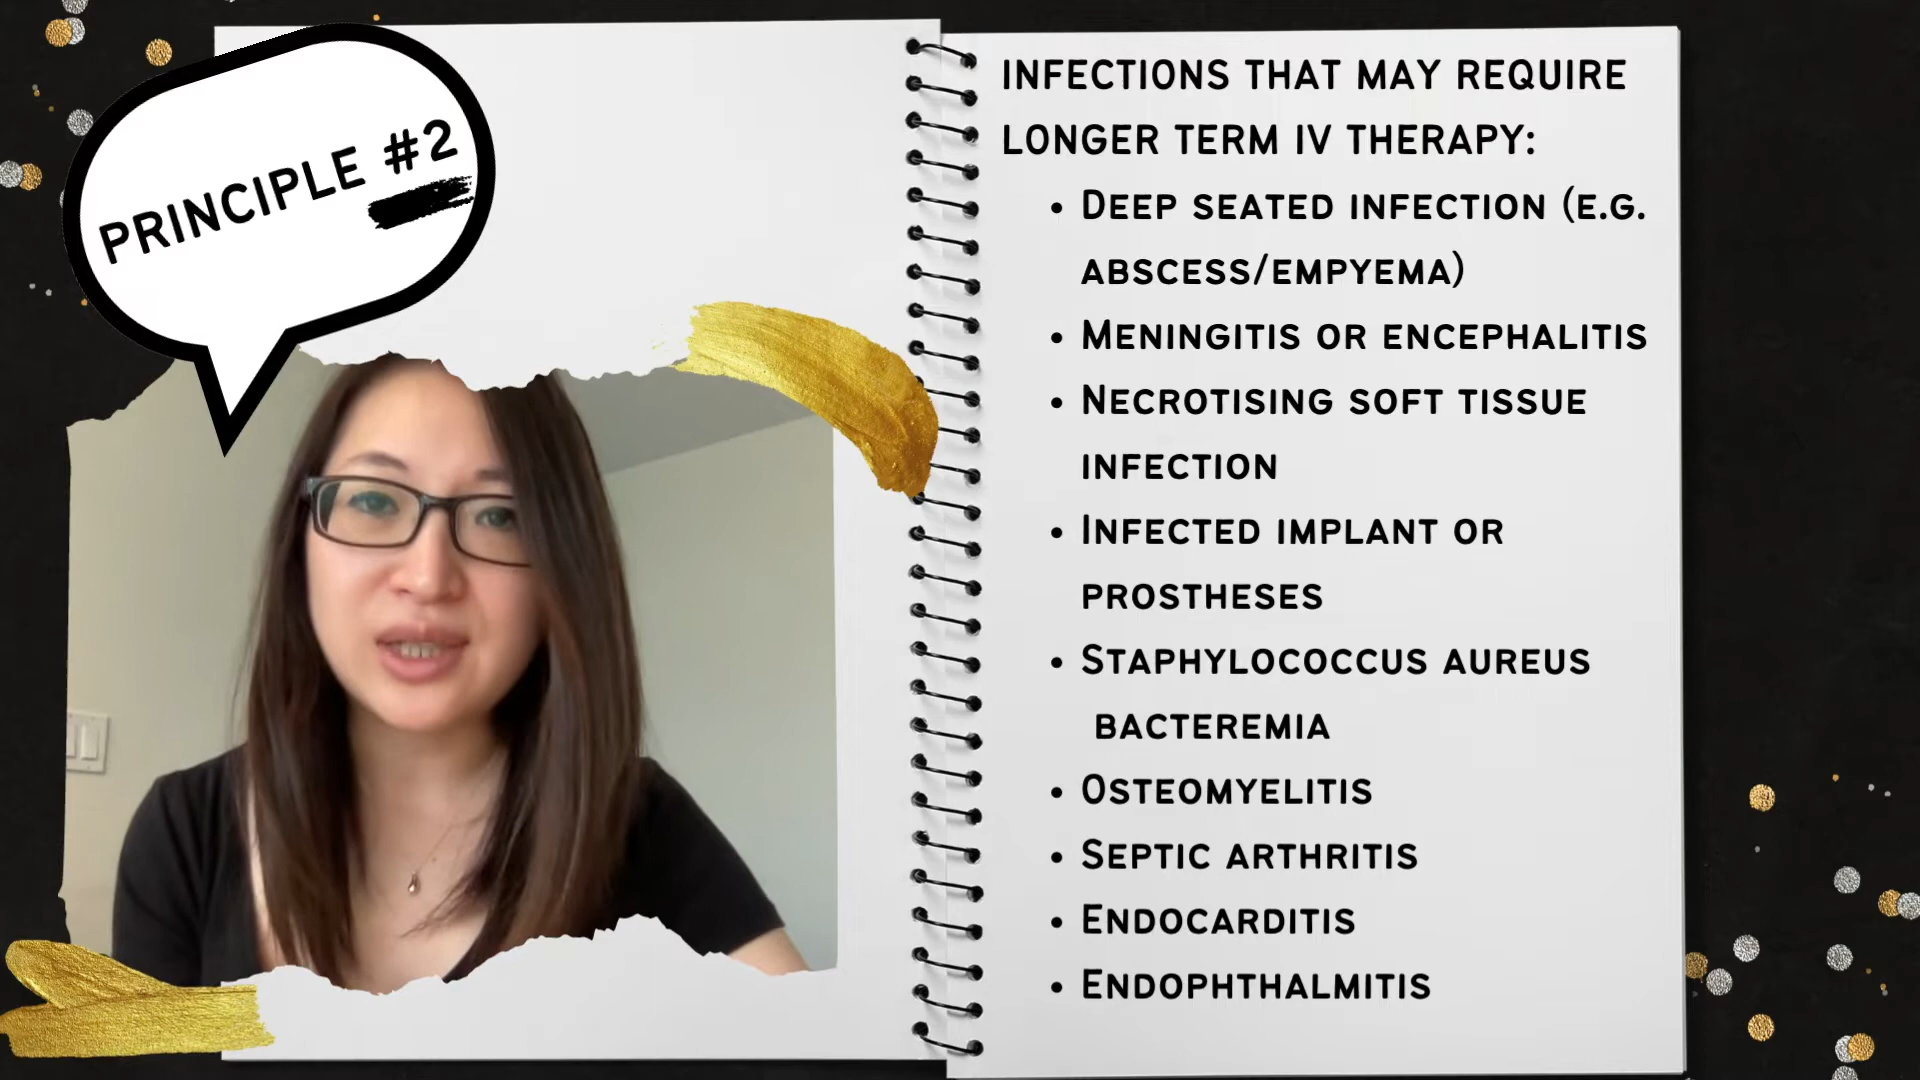 PRINCIPLE #2
INFECTIONS THAT MAY REQUIRE
LONGER TERM IV THERAPY:
• DEEP SEATED INFECTION (E.G.
ABSCESS/EMPYEMA)
• MENINGITIS OR ENCEPHALITIS
• NECROTISING SOFT TISSUE
INFECTION
• INFECTED IMPLANT OR
PROSTHESES
• STAPHYLOCOCCUS AUREUS
BACTEREMIA
• OSTEOMYELITIS
• SEPTIC ARTHRITIS
• ENDOCARDITIS
• ENDOPHTHALMITIS